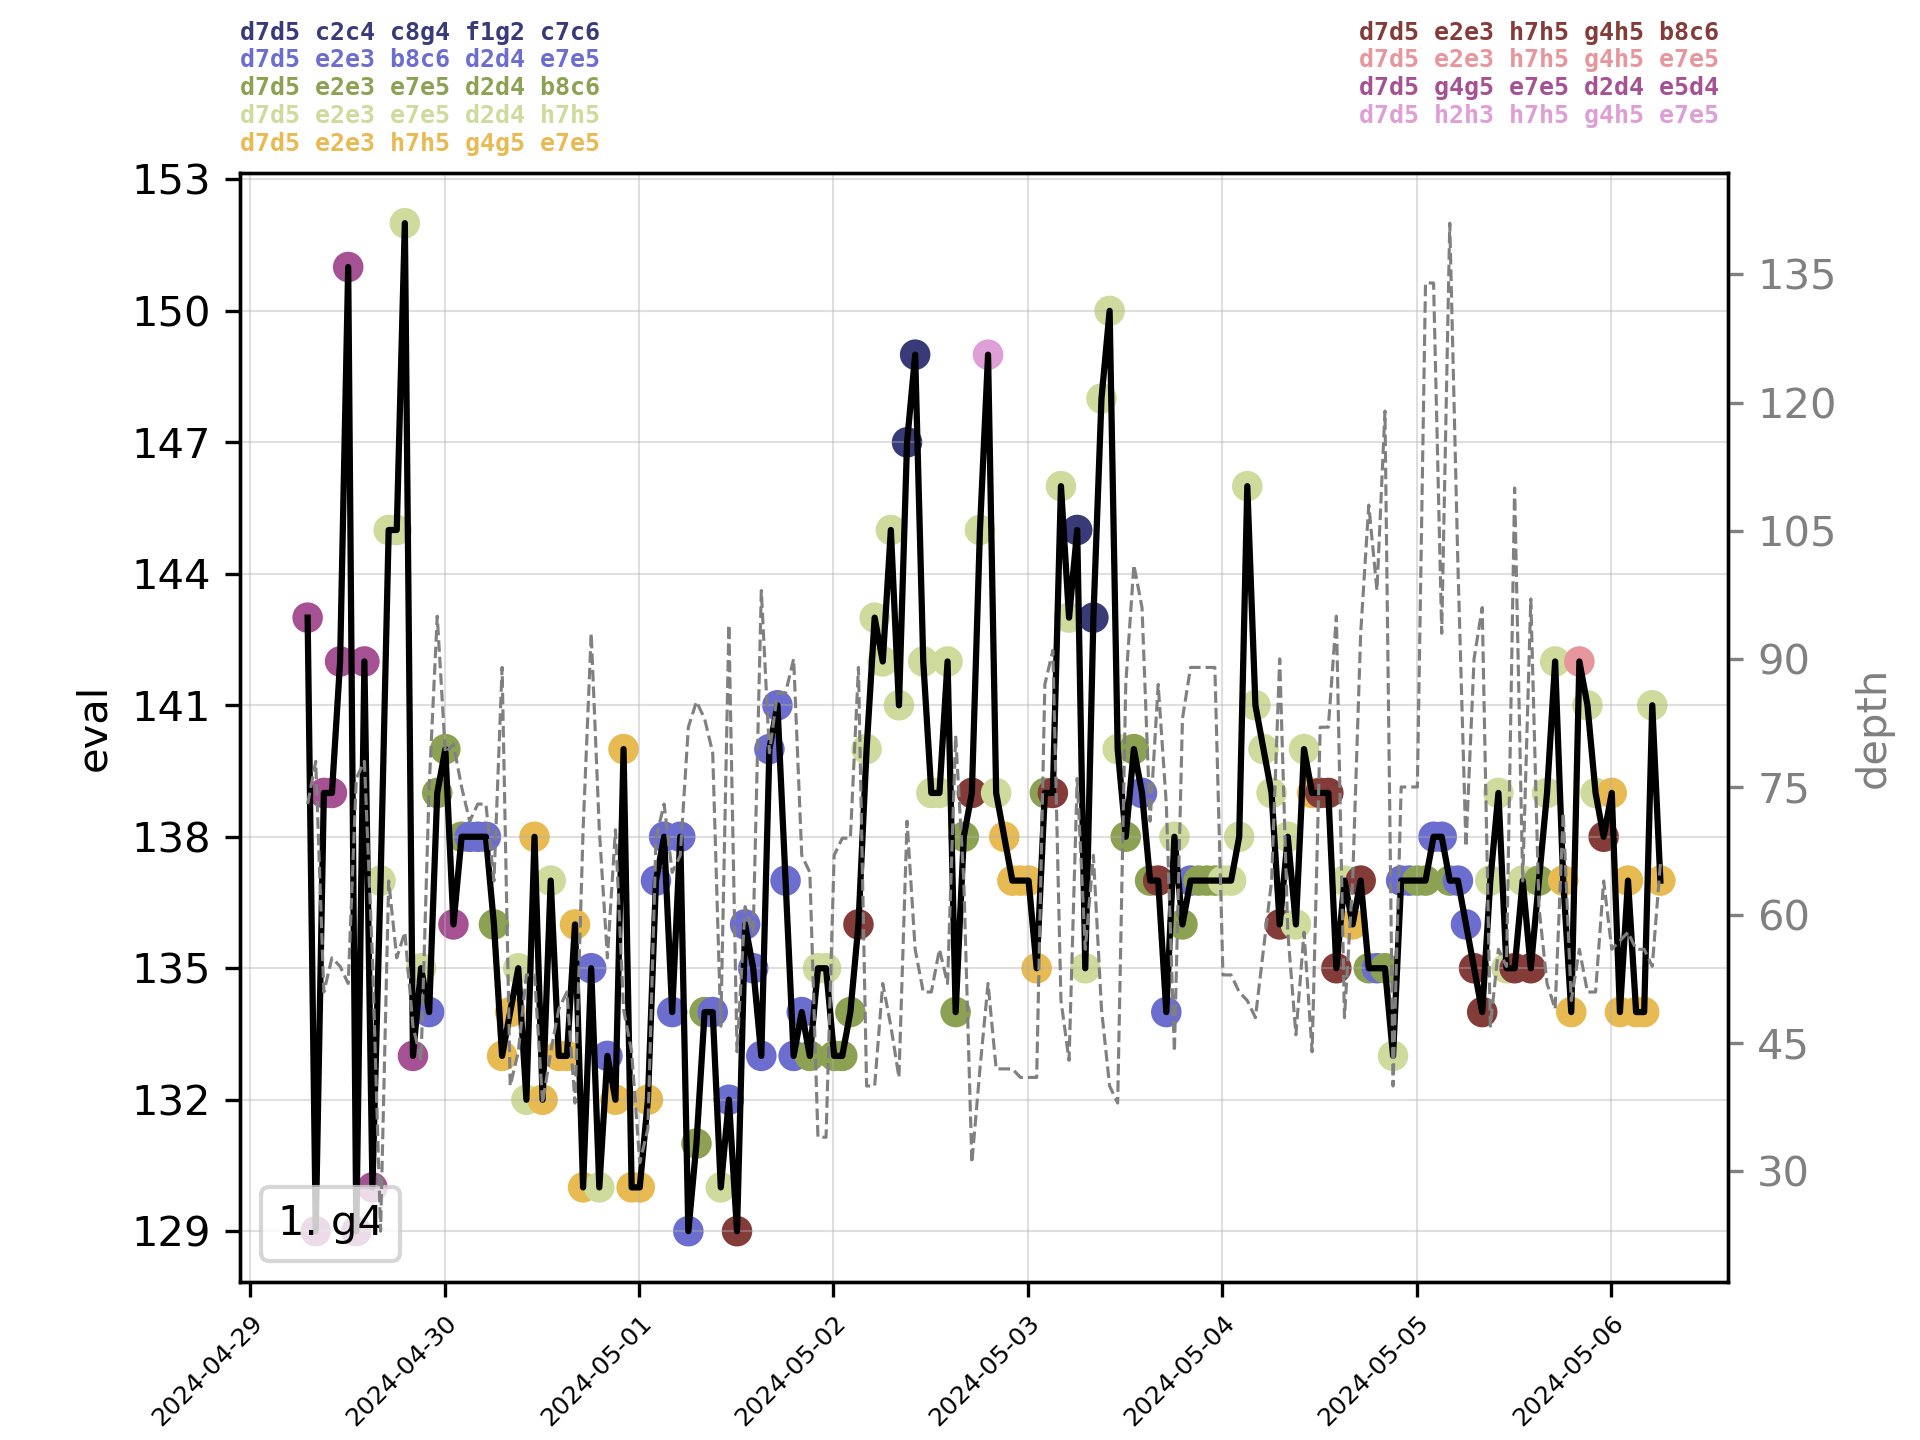 d7d5 c2c4 c8g4 f1g2 c7c6
d7d5 e2e3 b8c6 d2d4 e7e5
d7d5 e2e3 e7e5 d2d4 b8c6
d7d5 e2e3 e7e5 d2d4 h7h5
d7d5 e2e3 h7h5 g4g5 e7e5
d7d5 e2e3 h7h5 g4h5 b8c6
d7d5 e2e3 h7h5 g4h5 e7e5
d7d5 g4g5 e7e5 d2d4 e5d4
d7d5 h2h3 h7h5 g4h5 e7e5
153
150
147
144
141
138
135
132
129
eval
135
120
105
90
75
60
45
30
depth
1. g4
2024-04-29
2024-04-30
2024-05-01
2024-05-02
2024-05-03
2024-05-04
2024-05-05
2024-05-06